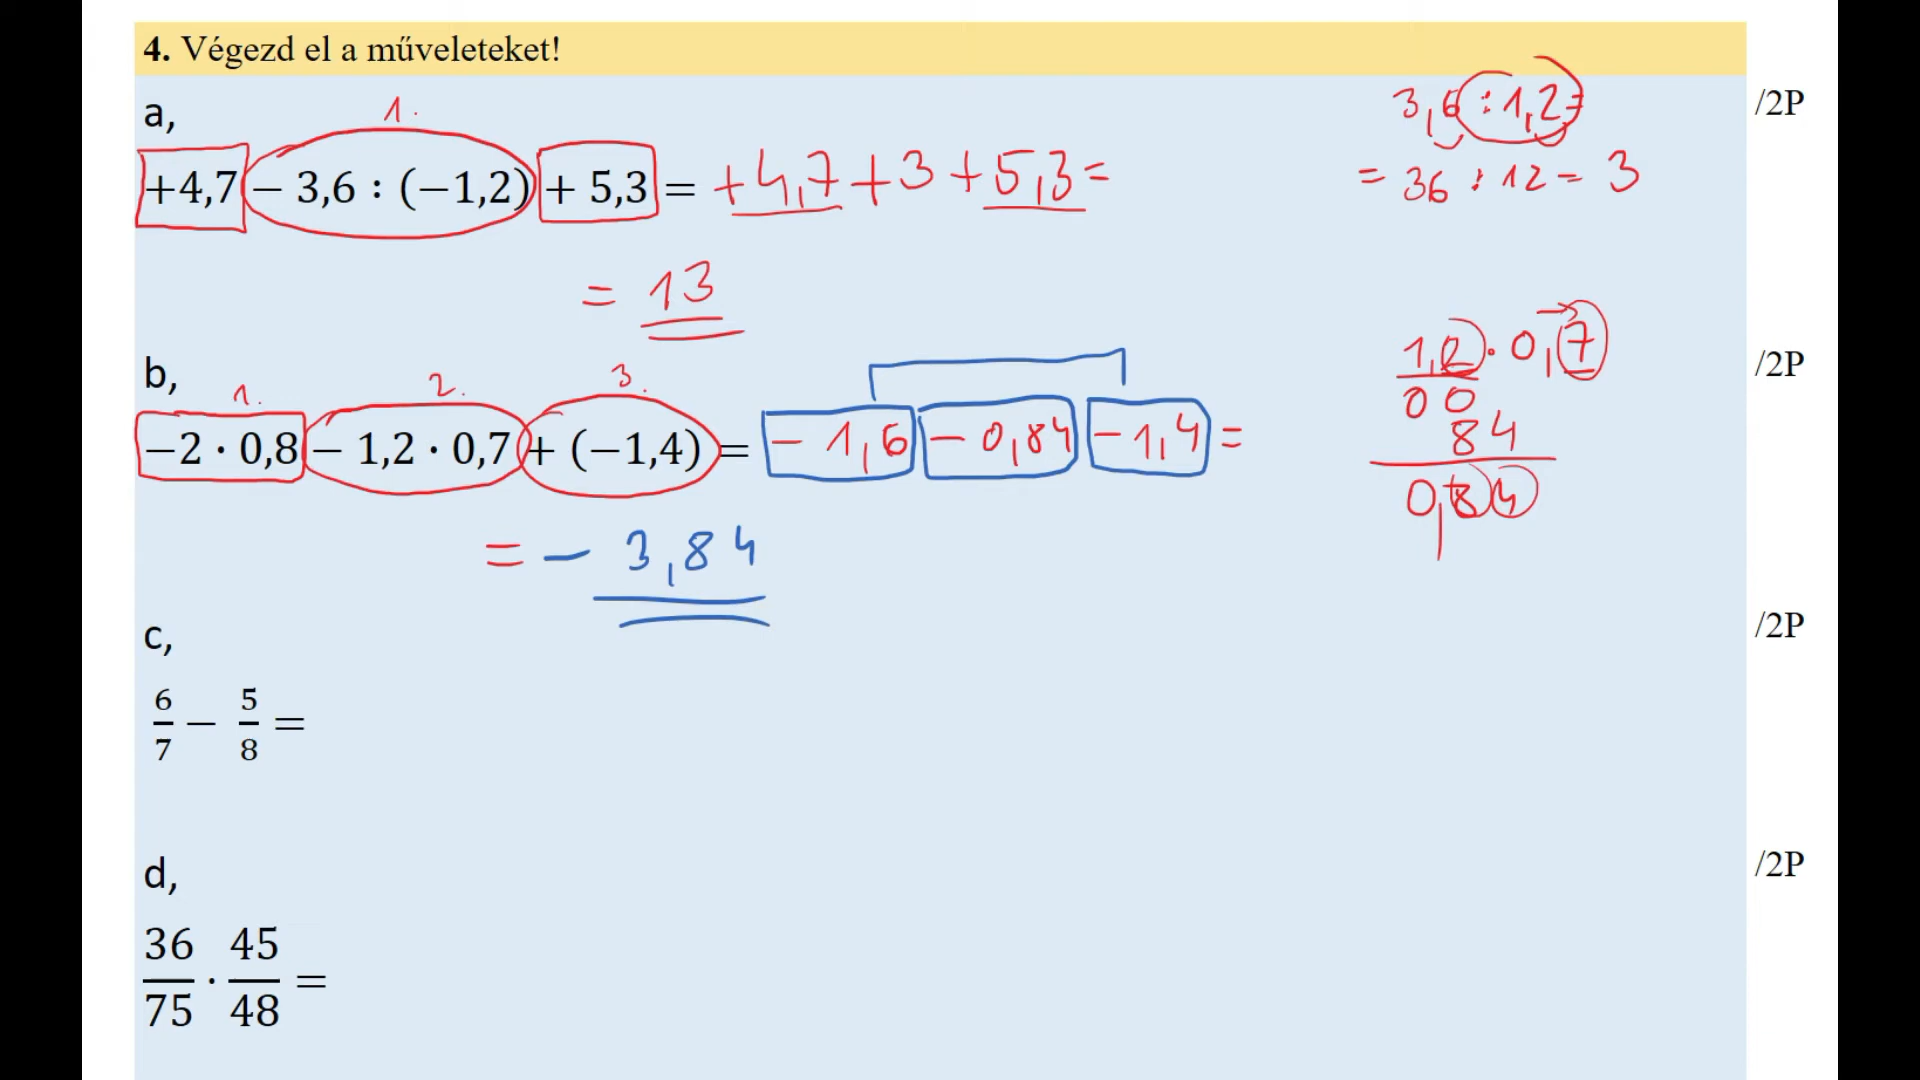 4. Végezd el a műveleteket!
a,
1.
/2P
3,6 : 1,2 =
= 36 : 12 = 3
+4,7 − 3,6 : (−1,2) + 5,3 = +4,7 + 3 + 5,3 =
= 13
b,
/2P
1. 2. 3.
−2 · 0,8 − 1,2 · 0,7 + (−1,4) = − 1,6 − 0,84 − 1,4 =
1,2 · 0,7
00
84
0,84
= − 3,84
c,
/2P
6/7 − 5/8 =
d,
/2P
36/75 · 45/48 =